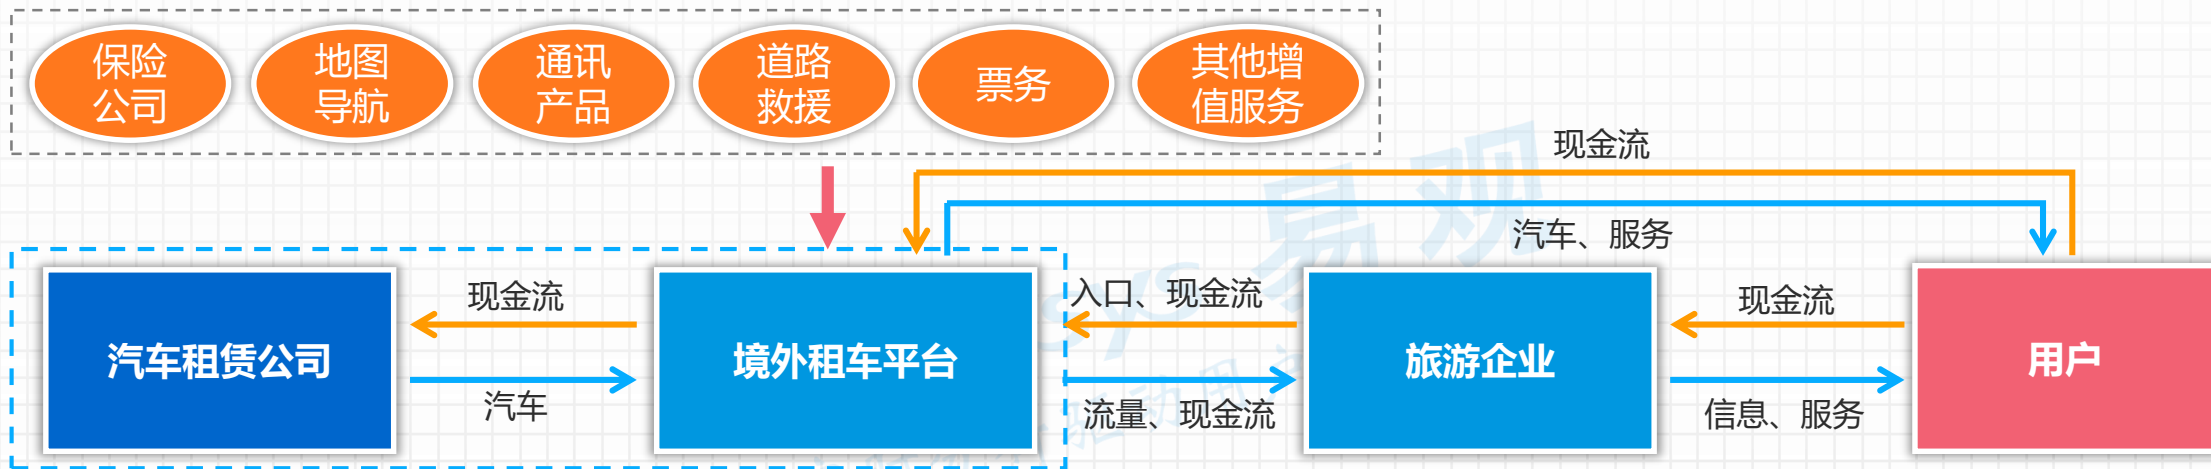 保险
公司
地图
导航
通讯
产品
道路
救援
票务
其他增
值服务
现金流
汽车、服务
现金流
入口、现金流
现金流
汽车租赁公司
境外租车平台
旅游企业
用户
汽车
流量、现金流
信息、服务
易观